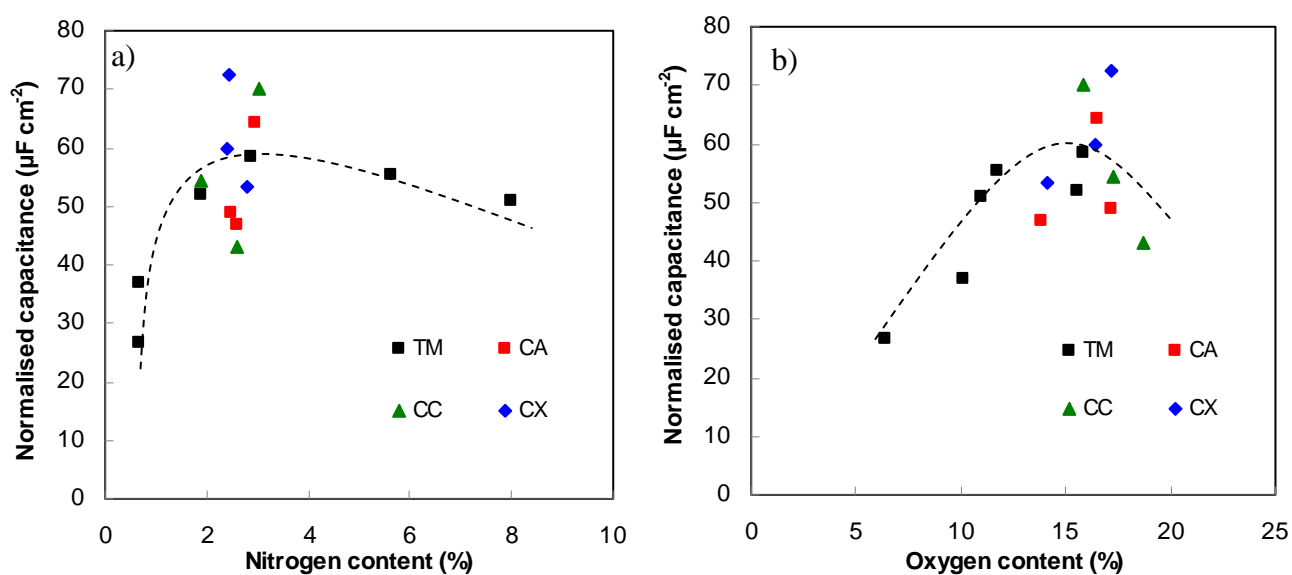 a)
Normalised capacitance (µF cm-2)
80
70
60
50
40
30
20
10
0
TM
CA
CC
CX
0 2 4 6 8 10
Nitrogen content (%)
b)
Normalised capacitance (µF cm-2)
80
70
60
50
40
30
20
10
0
TM
CA
CC
CX
0 5 10 15 20 25
Oxygen content (%)